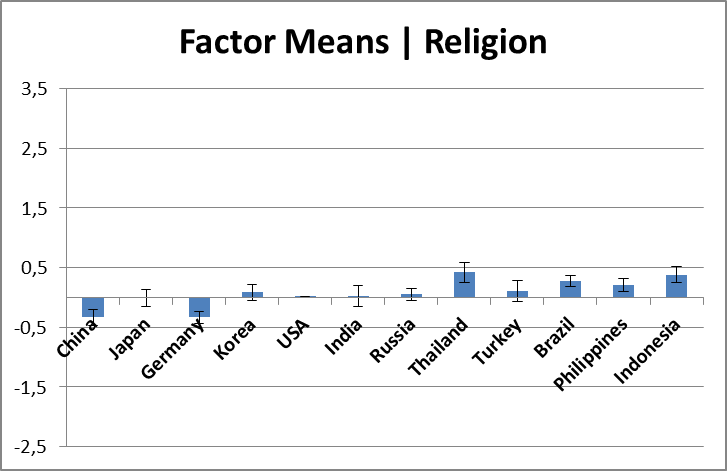 Factor Means | Religion
3,5
2,5
1,5
0,5
-0,5
-1,5
-2,5
China
Japan
Germany
Korea
USA
India
Russia
Thailand
Turkey
Brazil
Philippines
Indonesia